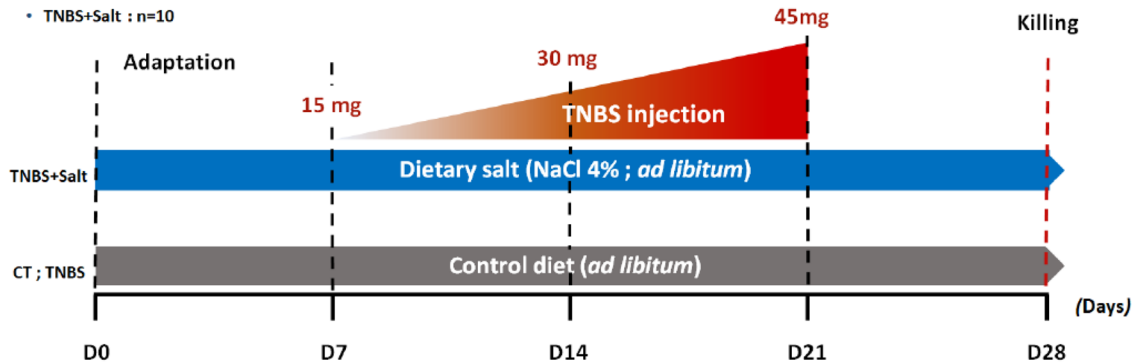 • TNBS+Salt : n=10
45mg
Killing
Adaptation
30 mg
15 mg
TNBS injection
TNBS+Salt
Dietary salt (NaCl 4% ; ad libitum)
CT ; TNBS
Control diet (ad libitum)
(Days)
D0 D7 D14 D21 D28